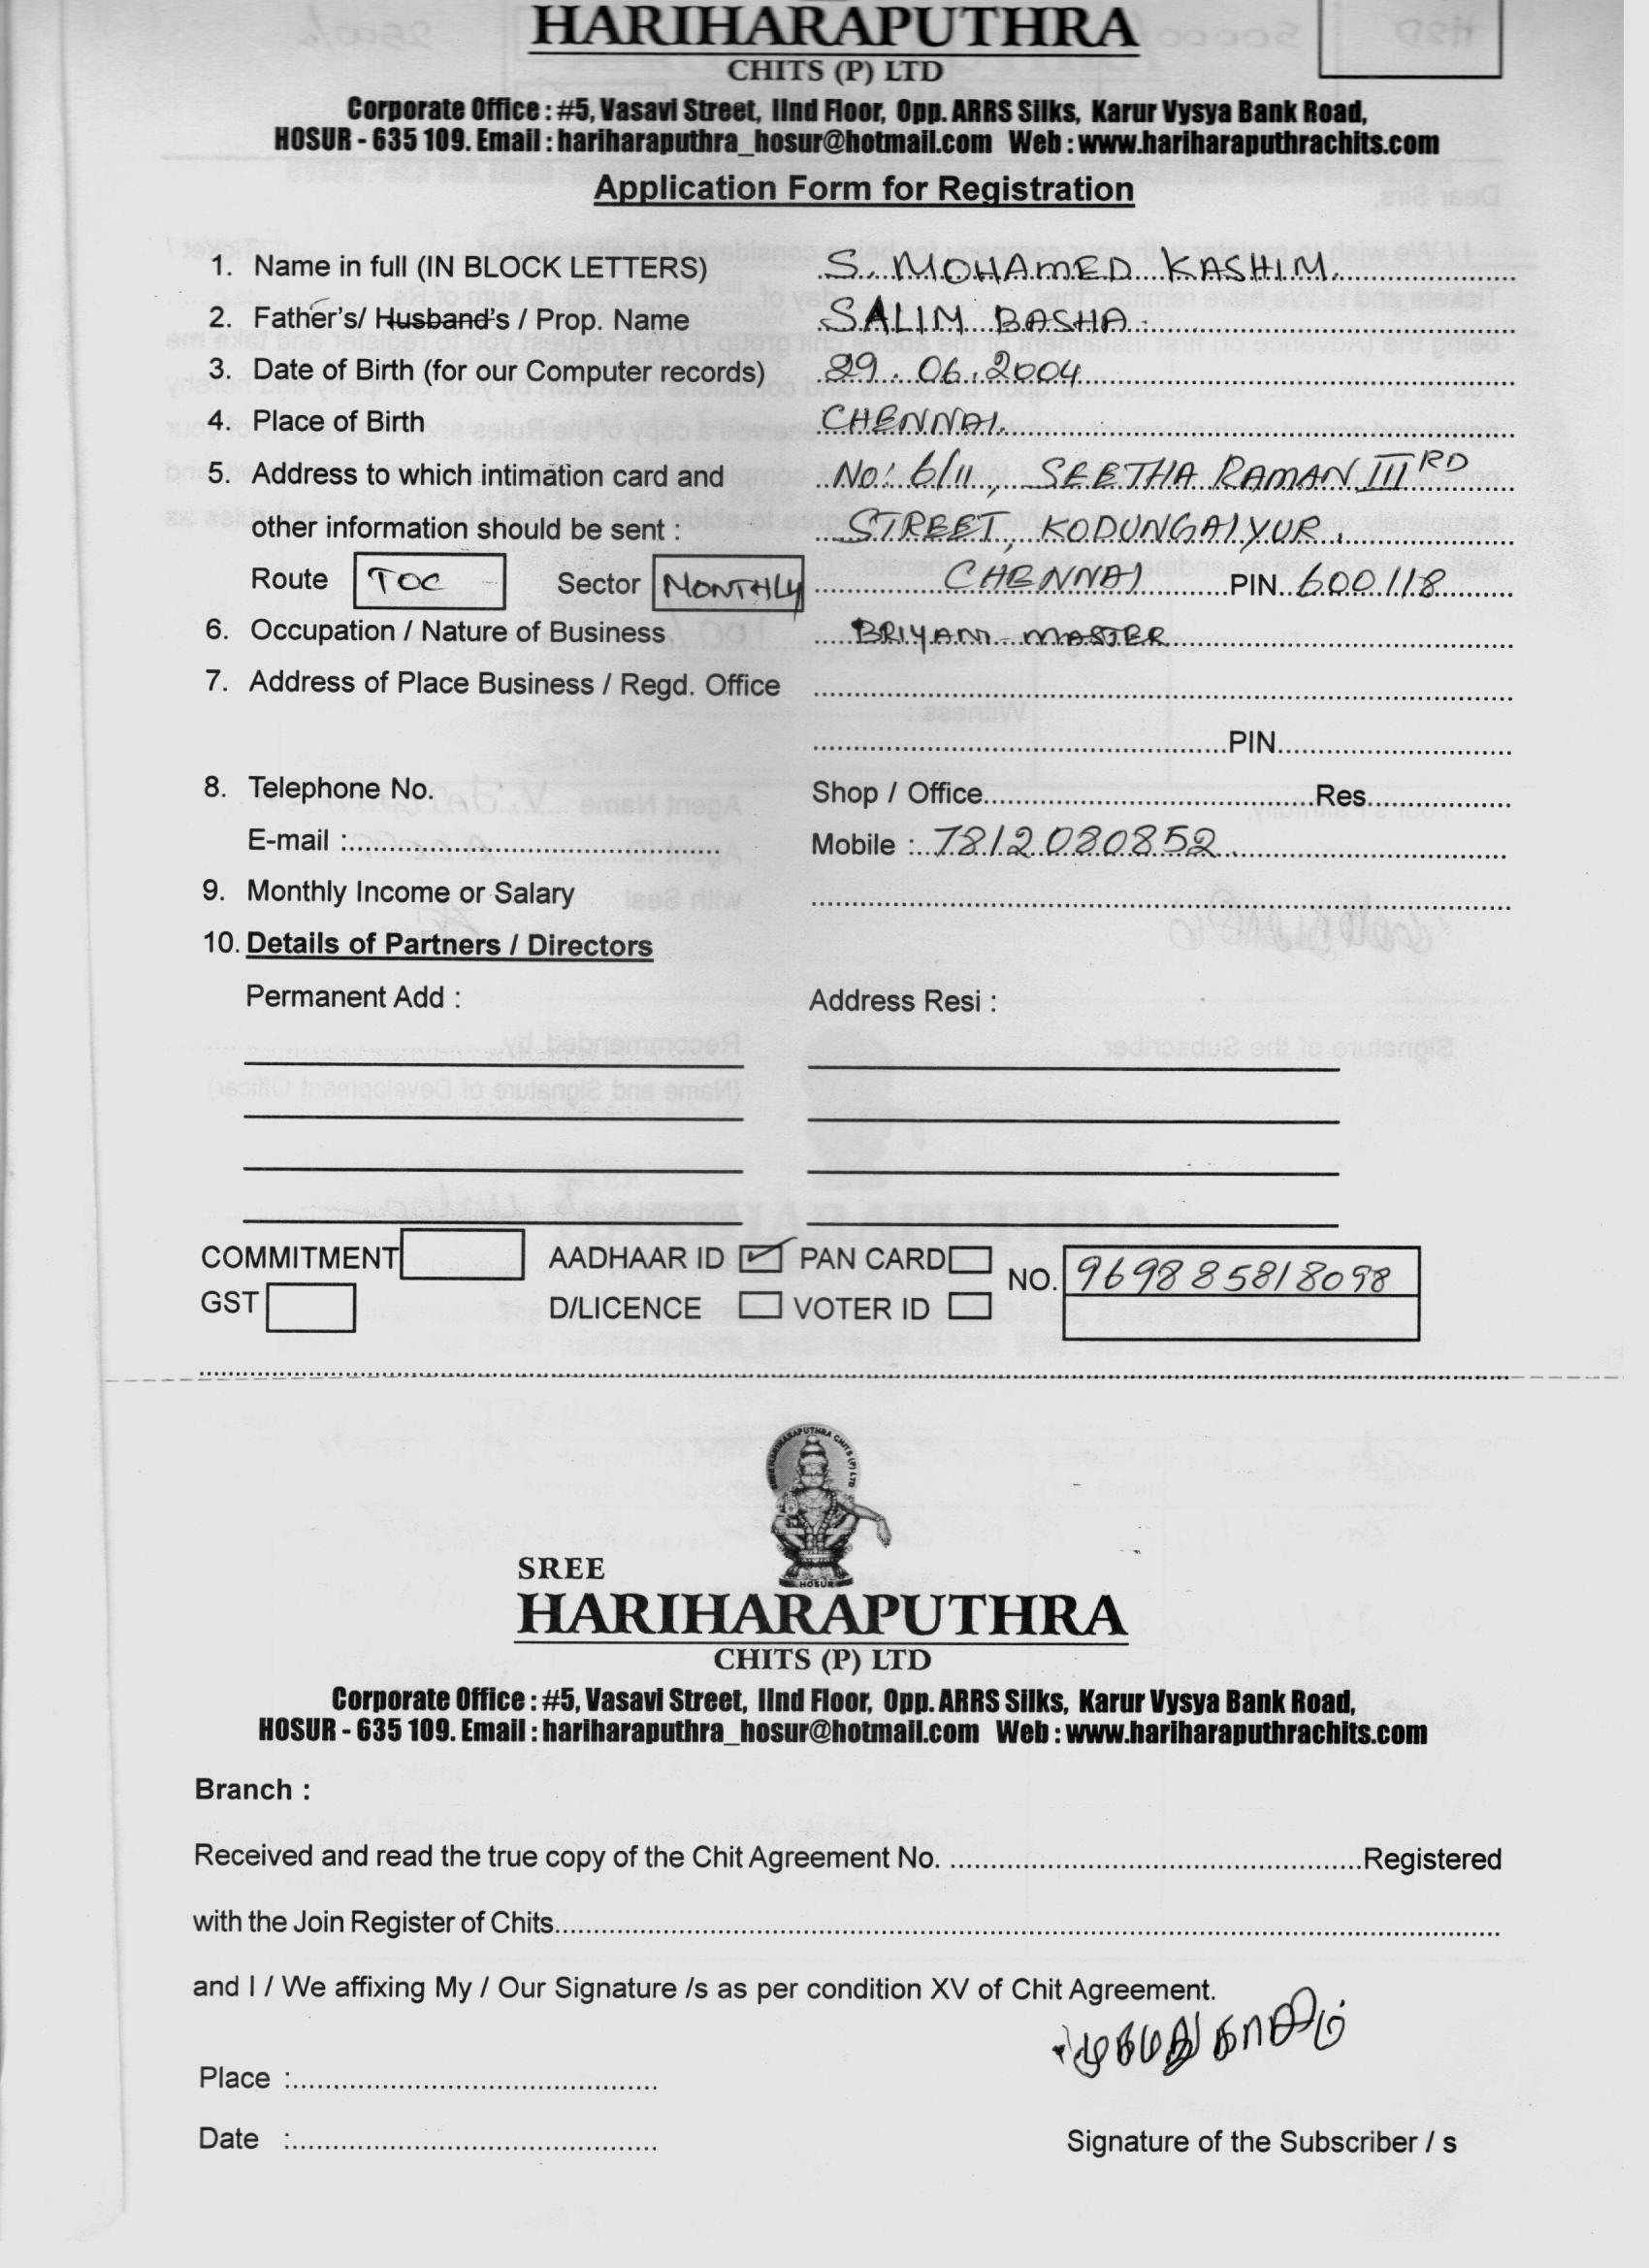 HARIHARAPUTHRA
CHITS (P) LTD
Corporate Office : #5, Vasavi Street, IInd Floor, Opp. ARRS Silks, Karur Vysya Bank Road,
HOSUR - 635 109. Email : hariharaputhra_hosur@hotmail.com Web : www.hariharaputhrachits.com
Application Form for Registration
1. Name in full (IN BLOCK LETTERS) S. MOHAMED KASHIM.
2. Father's/ Husband's / Prop. Name SALIM BASHA.
3. Date of Birth (for our Computer records) 29.06.2004
4. Place of Birth CHENNAI.
5. Address to which intimation card and No: 6/11, SEETHA RAMAN III RD
other information should be sent : STREET, KODUNGAIYUR,
Route TOC Sector MONTHLY CHENNAI PIN 600118
6. Occupation / Nature of Business BRIYANI-MASTER
7. Address of Place Business / Regd. Office
PIN
8. Telephone No. Shop / Office Res
E-mail : Mobile : 7812080852.
9. Monthly Income or Salary
10. Details of Partners / Directors
Permanent Add : Address Resi :
COMMITMENT AADHAAR ID ✓ PAN CARD NO. 969885818098
GST D/LICENCE VOTER ID
SREE
HARIHARAPUTHRA
CHITS (P) LTD
Corporate Office : #5, Vasavi Street, IInd Floor, Opp. ARRS Silks, Karur Vysya Bank Road,
HOSUR - 635 109. Email : hariharaputhra_hosur@hotmail.com Web : www.hariharaputhrachits.com
Branch :
Received and read the true copy of the Chit Agreement No. Registered
with the Join Register of Chits
and I / We affixing My / Our Signature /s as per condition XV of Chit Agreement.
Place :
Date :
Signature of the Subscriber / s